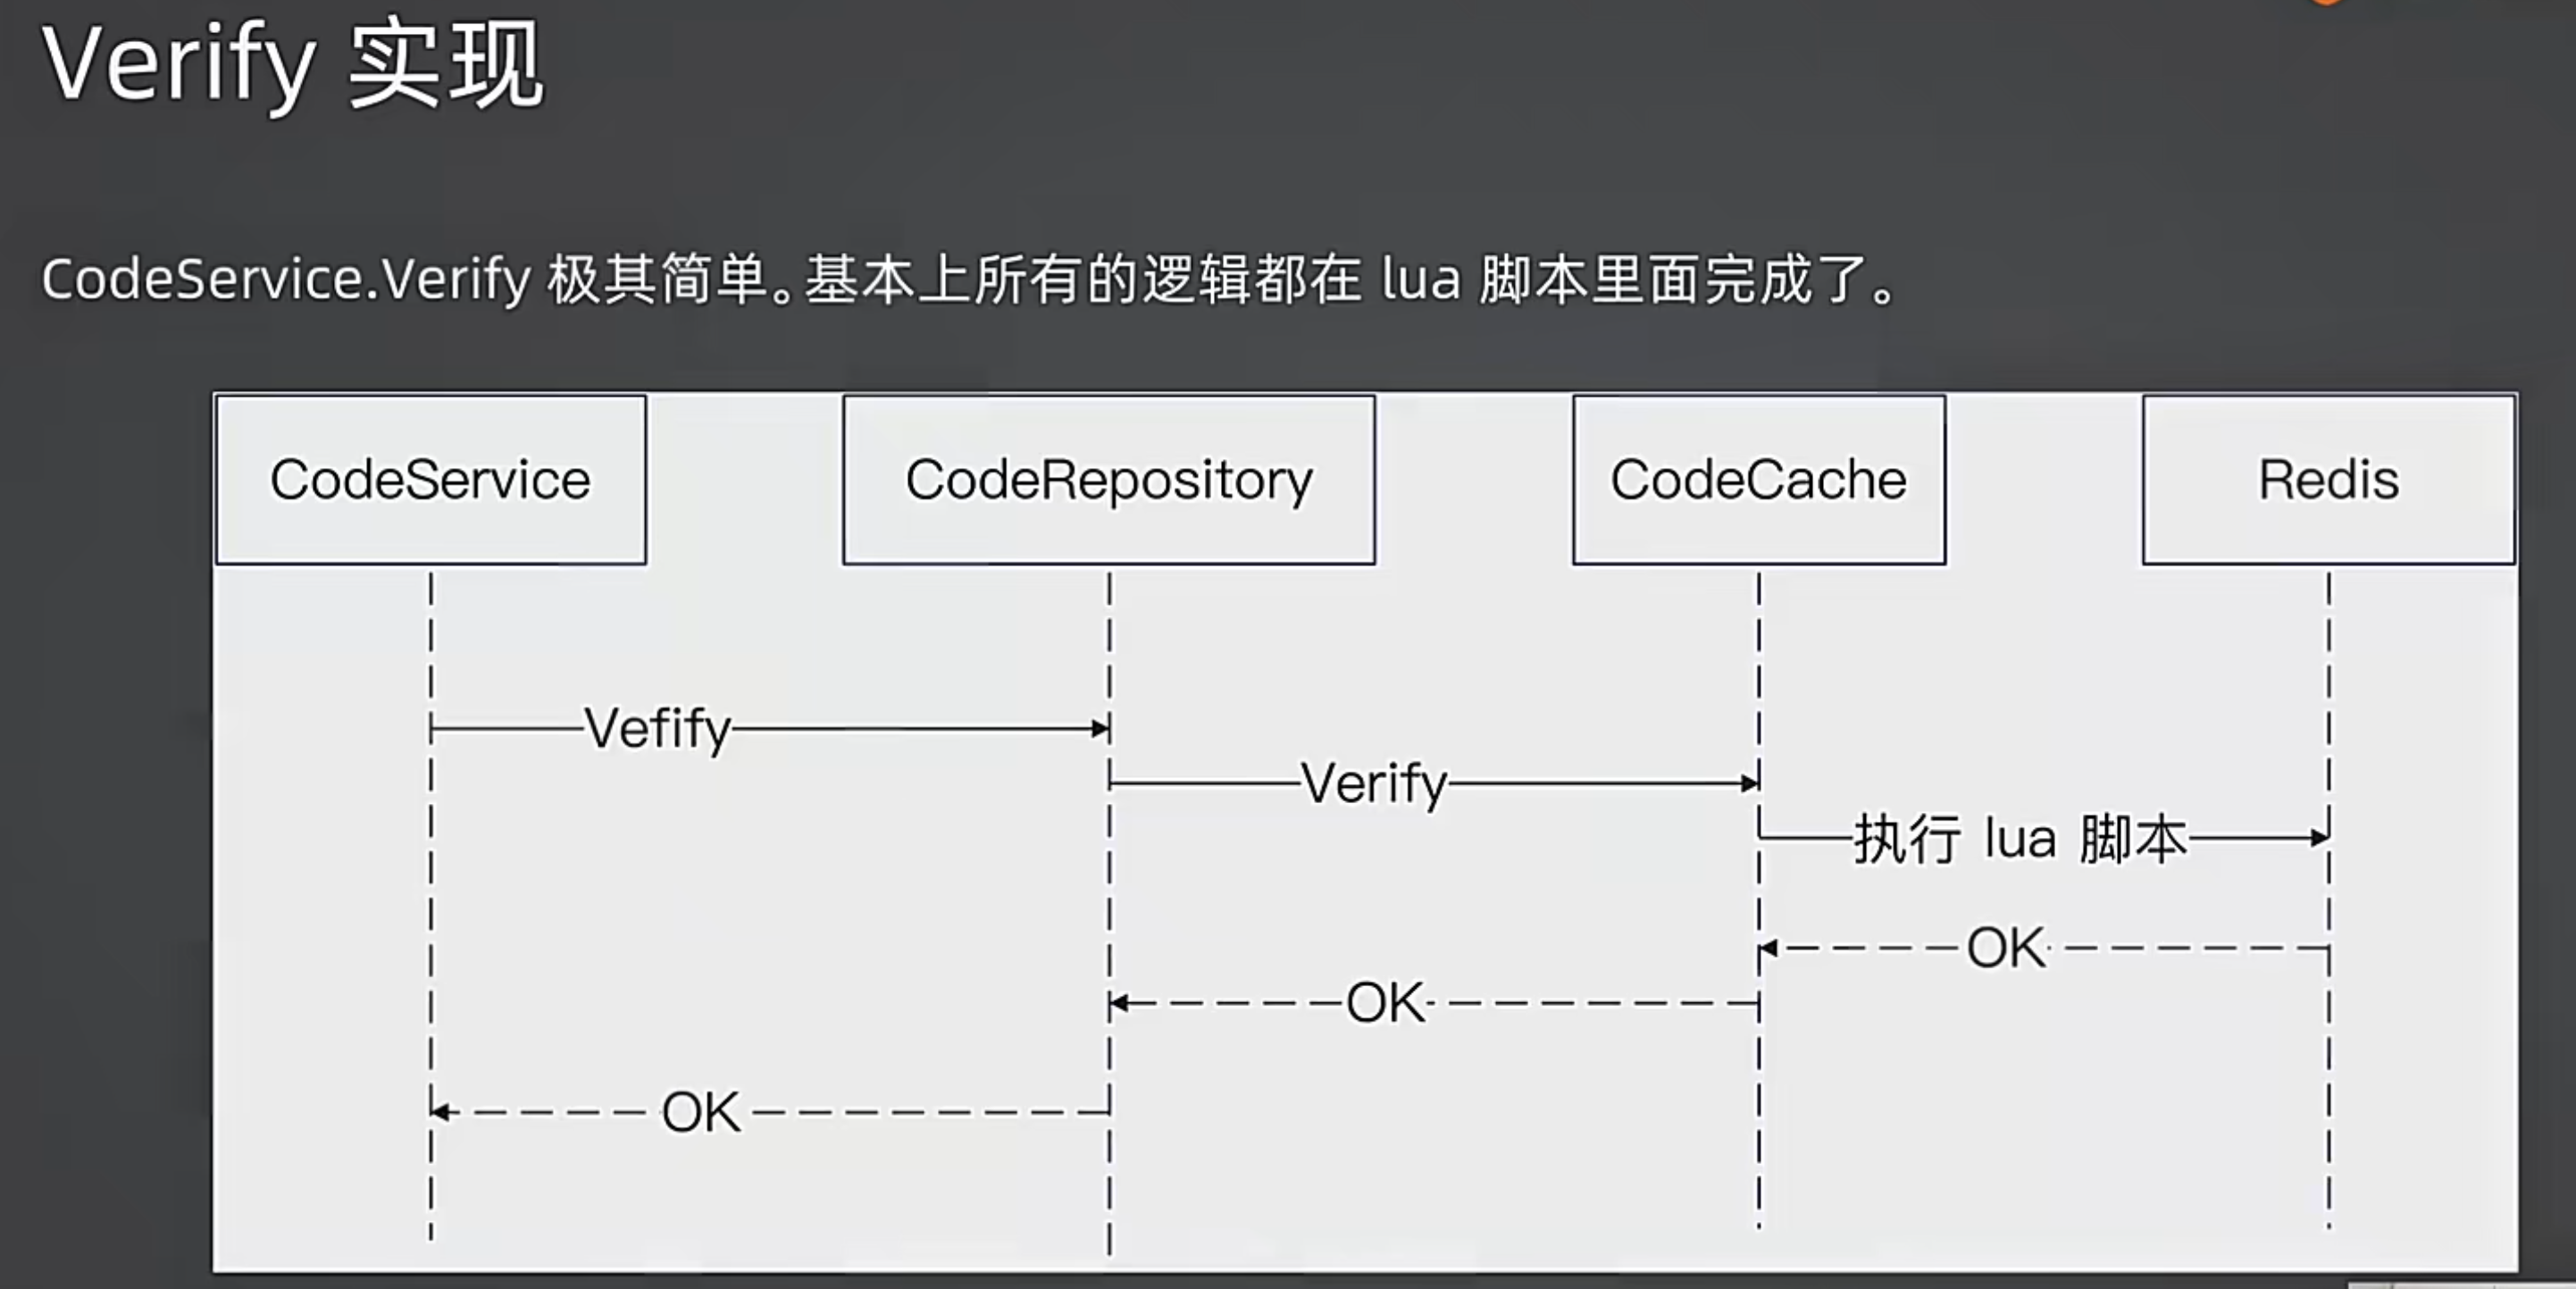 Verify 实现
CodeService.Verify 极其简单。基本上所有的逻辑都在 lua 脚本里面完成了。
CodeService
CodeRepository
CodeCache
Redis
Vefify
Verify
执行 lua 脚本
OK
OK
OK